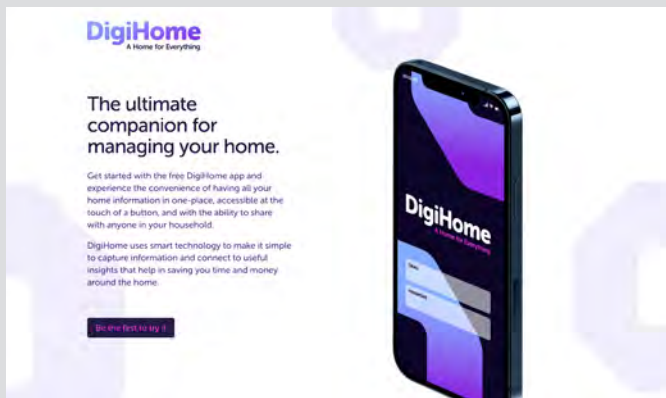 DigiHome
A Home for Everything
The ultimate
companion for
managing your home.
Get started with the free DigiHome app and
experience the convenience of having all your
home information in one-place, accessible at the
touch of a button, and with the ability to share
with anyone in your household.
DigiHome uses smart technology to make it simple
to capture information and connect to useful
insights that help in saving you time and money
around the home.
Be the first to try it
DigiHome
A Home for Everything